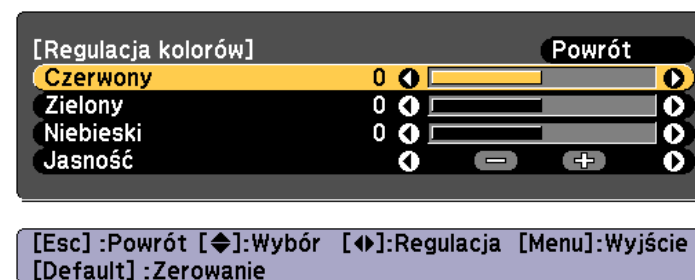 [Regulacja kolorów] Powrót
Czerwony 0
Zielony 0
Niebieski 0
Jasność
[Esc] :Powrót [◆]:Wybór [◀▶]:Regulacja [Menu]:Wyjście
[Default] :Zerowanie